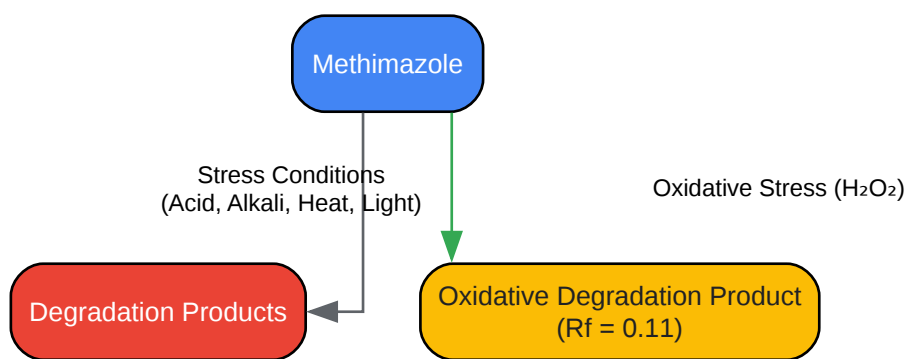 Methimazole
Stress Conditions
(Acid, Alkali, Heat, Light)
Oxidative Stress (H₂O₂)
Degradation Products
Oxidative Degradation Product
(Rf = 0.11)